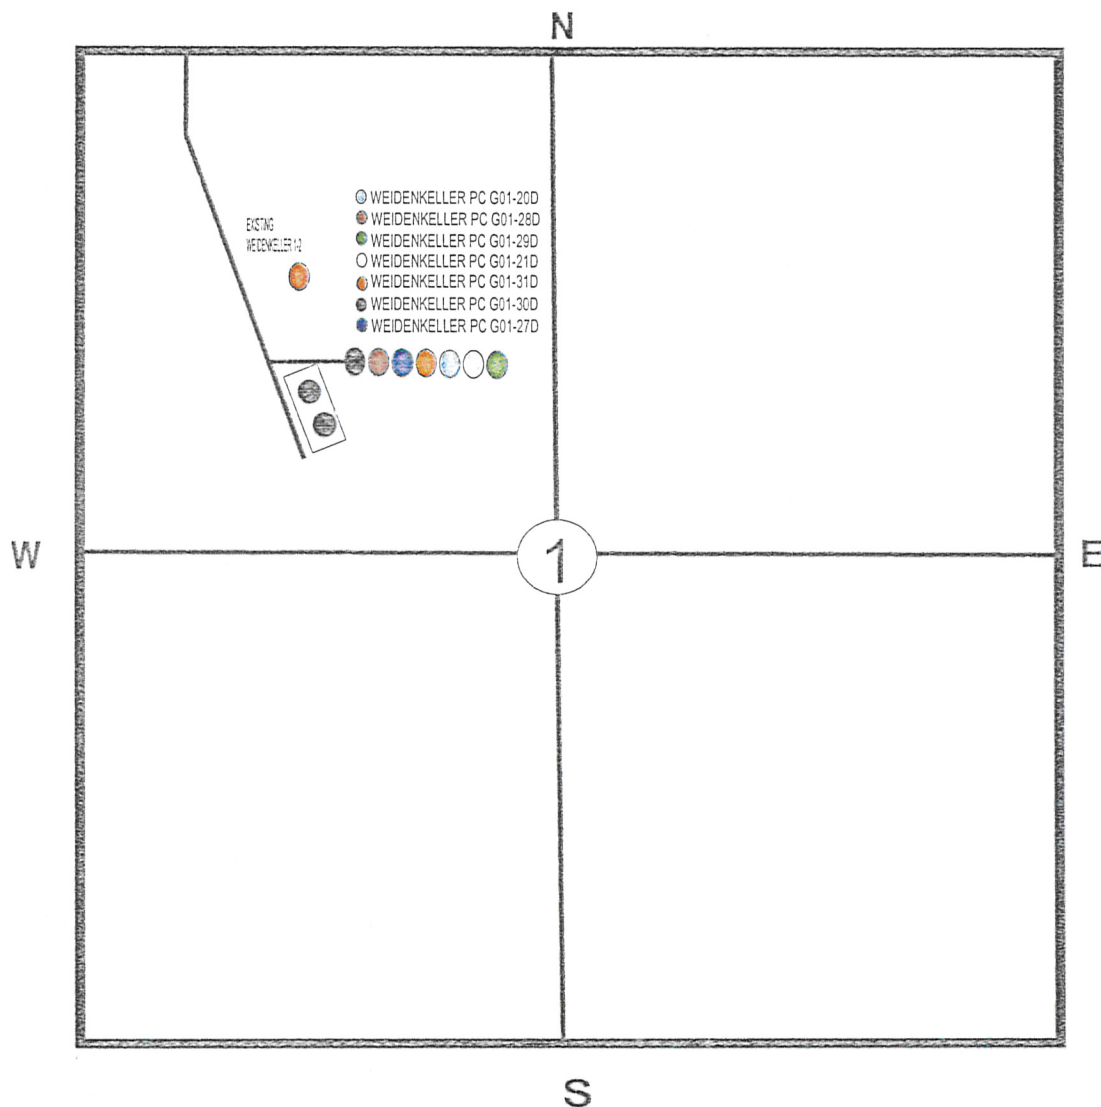 N
WEIDENKELLER PC G01-20D
WEIDENKELLER PC G01-28D
EXISTING
WEIDENKELLER PC G01-29D
WEIDENKELLER 1-2
WEIDENKELLER PC G01-21D
WEIDENKELLER PC G01-31D
WEIDENKELLER PC G01-30D
WEIDENKELLER PC G01-27D
W
1
E
S